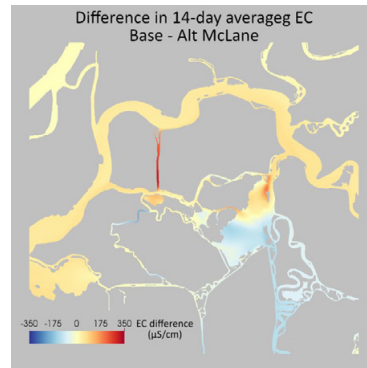 Difference in 14-day averageg EC
Base - Alt McLane
-350 -175 0 175 350 EC difference
(µS/cm)